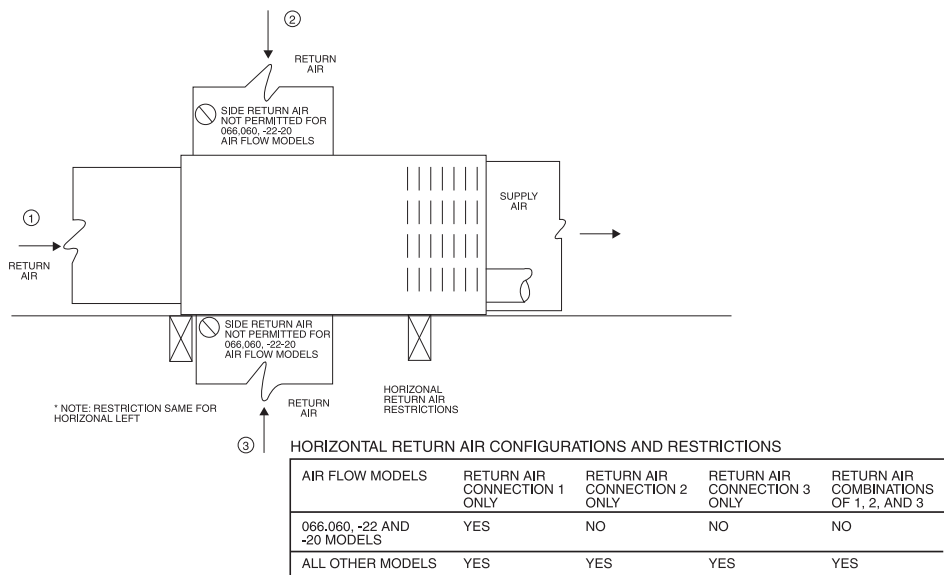 ②
RETURN
AIR
SIDE RETURN AIR
NOT PERMITTED FOR
066,060, -22-20
AIR FLOW MODELS
①
RETURN
AIR
SUPPLY
AIR
SIDE RETURN AIR
NOT PERMITTED FOR
066,060, -22-20
AIR FLOW MODELS
RETURN
AIR
③
HORIZONAL
RETURN AIR
RESTRICTIONS
* NOTE: RESTRICTION SAME FOR
HORIZONAL LEFT
HORIZONTAL RETURN AIR CONFIGURATIONS AND RESTRICTIONS
AIR FLOW MODELS
RETURN AIR
CONNECTION 1
ONLY
RETURN AIR
CONNECTION 2
ONLY
RETURN AIR
CONNECTION 3
ONLY
RETURN AIR
COMBINATIONS
OF 1, 2, AND 3
066.060, -22 AND
-20 MODELS
YES
NO
NO
NO
ALL OTHER MODELS
YES
YES
YES
YES